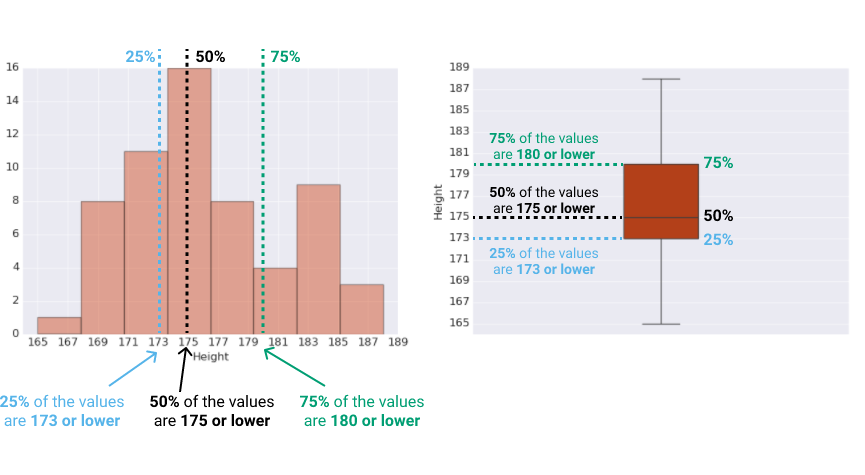 25%
50%
75%
16
14
12
10
8
6
4
2
0
165 167 169 171 173 175 177 179 181 183 185 187 189
Height
25% of the values
are 173 or lower
50% of the values
are 175 or lower
75% of the values
are 180 or lower
189
187
185
183
181
179
177
175
173
171
169
167
165
Height
75% of the values
are 180 or lower
50% of the values
are 175 or lower
25% of the values
are 173 or lower
75%
50%
25%